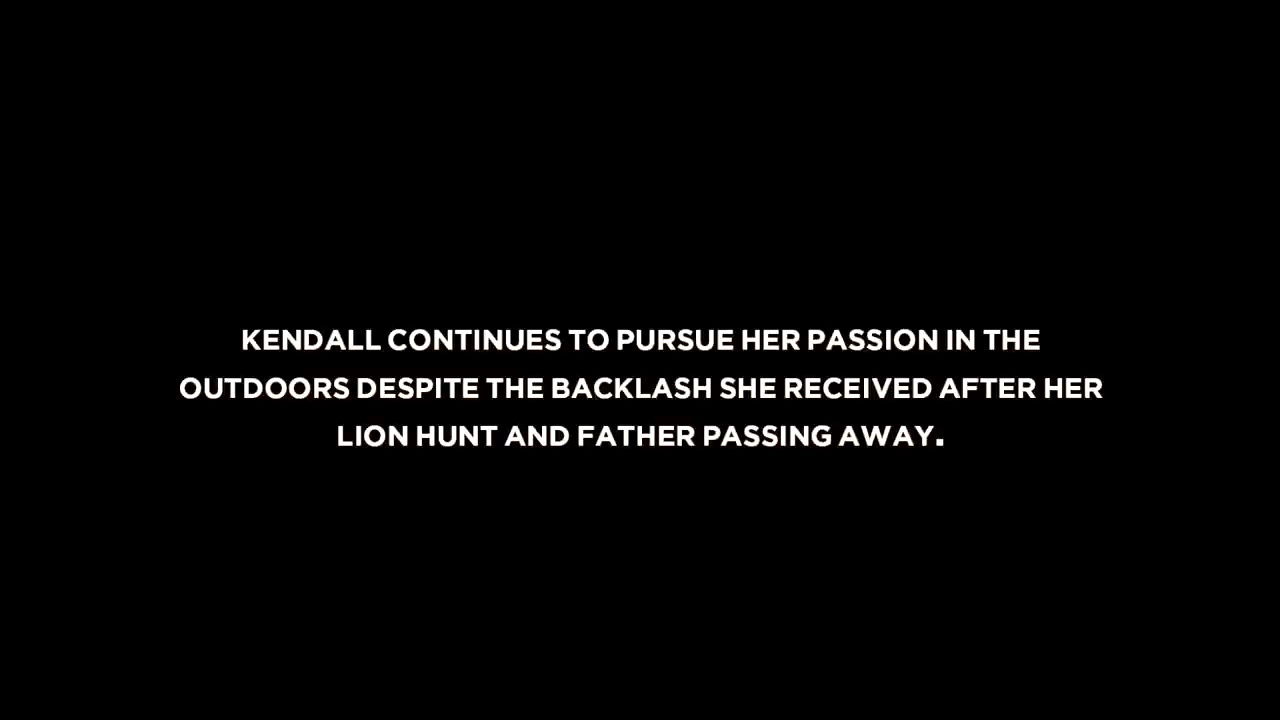 KENDALL CONTINUES TO PURSUE HER PASSION IN THE
OUTDOORS DESPITE THE BACKLASH SHE RECEIVED AFTER HER
LION HUNT AND FATHER PASSING AWAY.